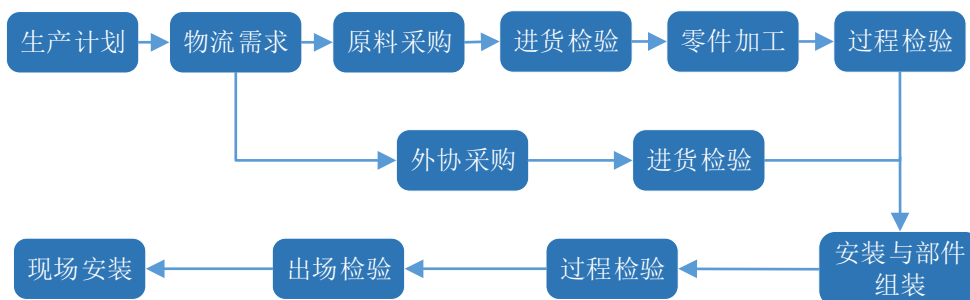 生产计划
物流需求
原料采购
进货检验
零件加工
过程检验
外协采购
进货检验
安装与部件
组装
过程检验
出场检验
现场安装